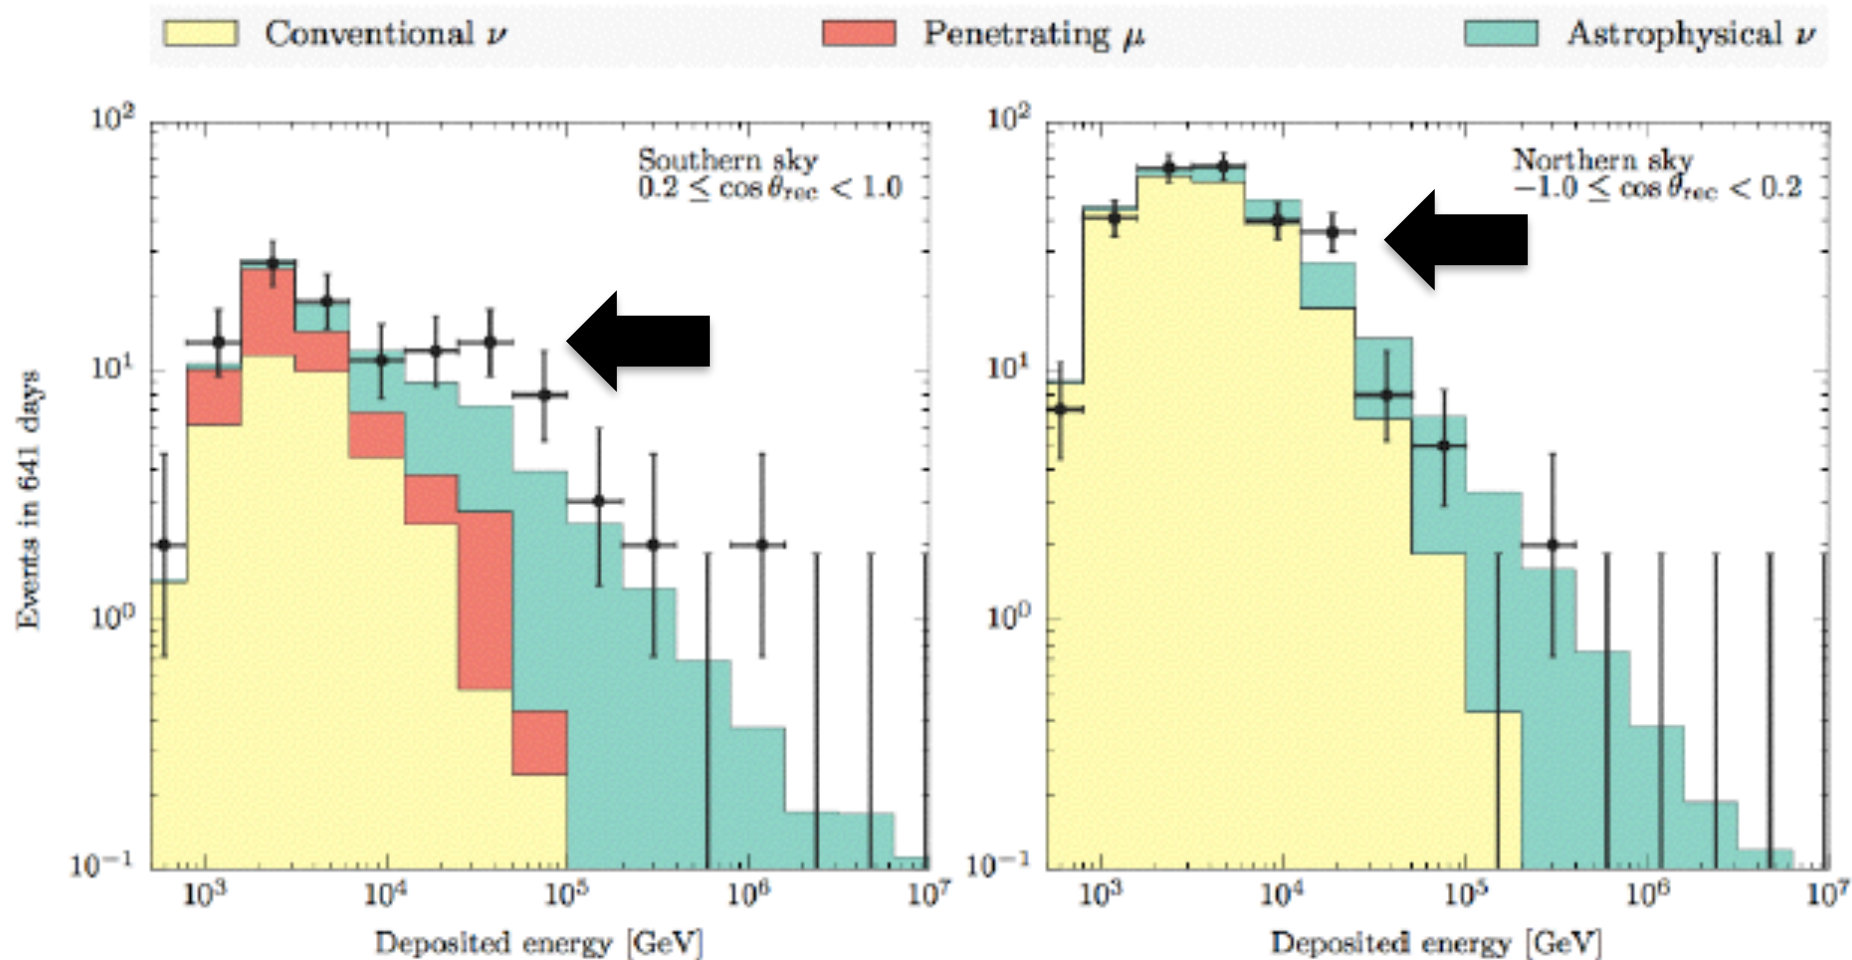 Conventional ν Penetrating μ Astrophysical ν
Events in 641 days
10²
10¹
10⁰
10⁻¹
Southern sky
0.2 ≤ cos θrec < 1.0
10³ 10⁴ 10⁵ 10⁶ 10⁷
Deposited energy [GeV]
10²
10¹
10⁰
10⁻¹
Northern sky
−1.0 ≤ cos θrec < 0.2
10³ 10⁴ 10⁵ 10⁶ 10⁷
Deposited energy [GeV]